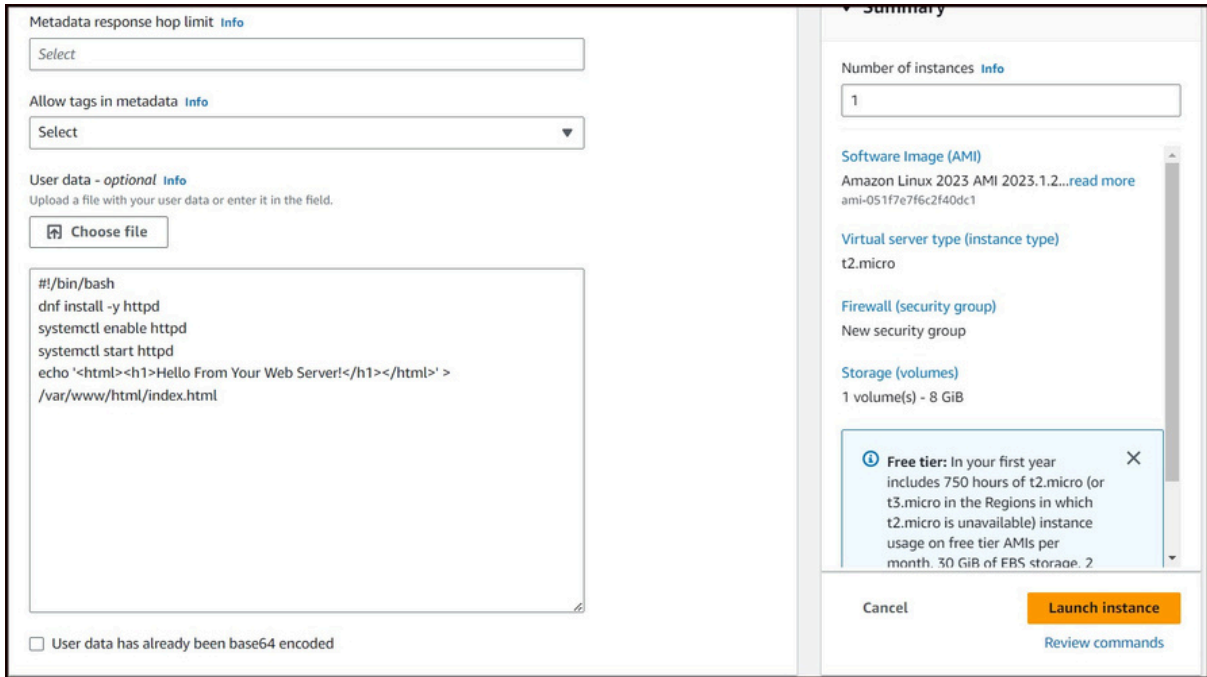 Metadata response hop limit Info
Select
Allow tags in metadata Info
Select
User data - optional Info
Upload a file with your user data or enter it in the field.
Choose file
#!/bin/bash
dnf install -y httpd
systemctl enable httpd
systemctl start httpd
echo '<html><h1>Hello From Your Web Server!</h1></html>' >
/var/www/html/index.html
User data has already been base64 encoded
Summary
Number of instances Info
1
Software Image (AMI)
Amazon Linux 2023 AMI 2023.1.2...read more
ami-051f7e7f6c2f40dc1
Virtual server type (instance type)
t2.micro
Firewall (security group)
New security group
Storage (volumes)
1 volume(s) - 8 GiB
Free tier: In your first year
includes 750 hours of t2.micro (or
t3.micro in the Regions in which
t2.micro is unavailable) instance
usage on free tier AMIs per
month, 30 GiB of EBS storage, 2
Cancel
Launch instance
Review commands